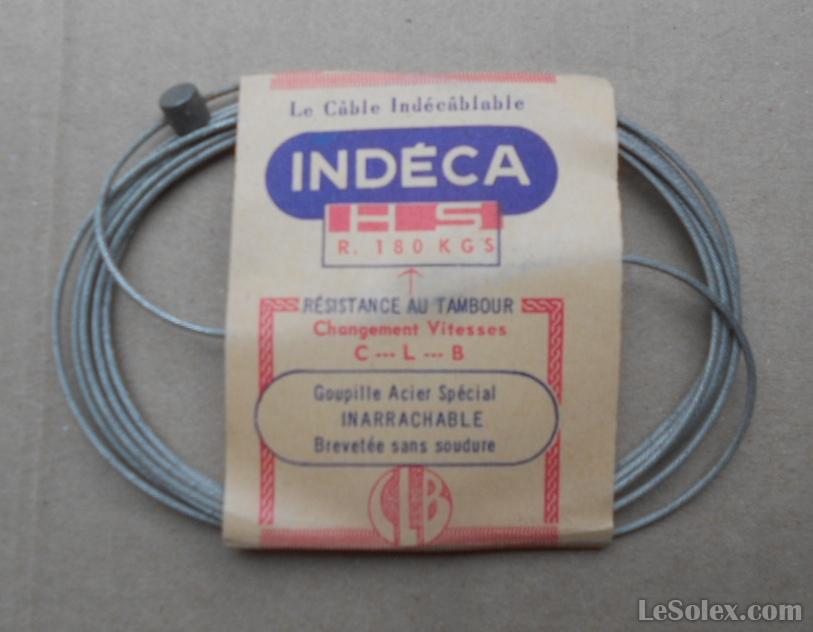 Le Câble Indécâblable
INDÉCA
HS
R. 180 KGS
RÉSISTANCE AU TAMBOUR
Changement Vitesses
C --- L --- B
Goupille Acier Spécial
INARRACHABLE
Brevetée sans soudure
CLB
LeSolex.com